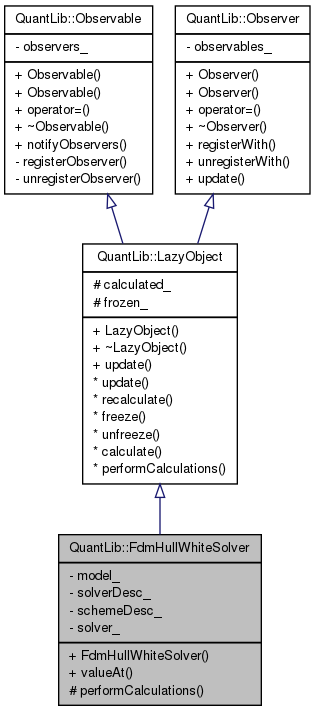 QuantLib::Observable
- observers_
+ Observable()
+ Observable()
+ operator=()
+ ~Observable()
+ notifyObservers()
- registerObserver()
- unregisterObserver()
QuantLib::Observer
- observables_
+ Observer()
+ Observer()
+ operator=()
+ ~Observer()
+ registerWith()
+ unregisterWith()
+ update()
QuantLib::LazyObject
# calculated_
# frozen_
+ LazyObject()
+ ~LazyObject()
+ update()
* update()
* recalculate()
* freeze()
* unfreeze()
* calculate()
* performCalculations()
QuantLib::FdmHullWhiteSolver
- model_
- solverDesc_
- schemeDesc_
- solver_
+ FdmHullWhiteSolver()
+ valueAt()
# performCalculations()